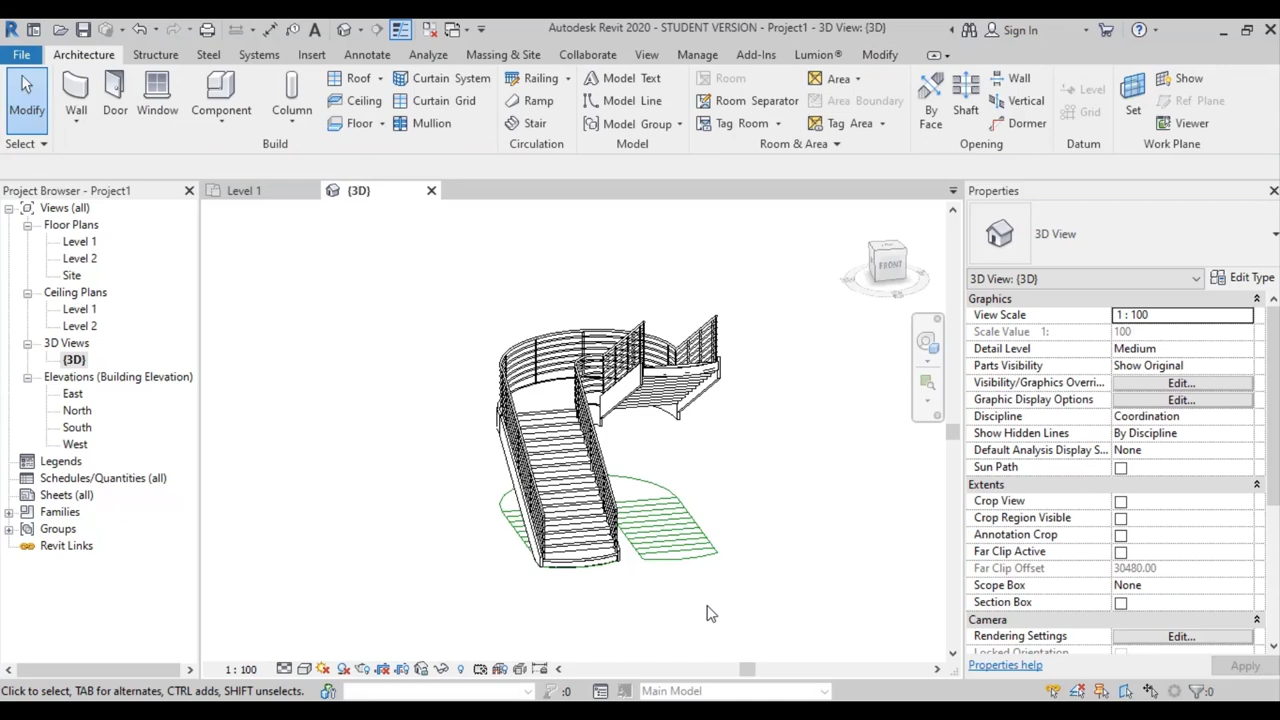 Autodesk Revit 2020 - STUDENT VERSION - Project1 - 3D View: {3D}
Sign In
File Architecture Structure Steel Systems Insert Annotate Analyze Massing & Site Collaborate View Manage Add-Ins Lumion® Modify
Modify
Wall
Door
Window
Component
Column
Roof
Ceiling
Floor
Curtain System
Curtain Grid
Mullion
Railing
Ramp
Stair
Model Text
Model Line
Model Group
Room
Room Separator
Tag Room
Area
Area Boundary
Tag Area
By
Face
Shaft
Wall
Vertical
Dormer
Level
Grid
Set
Show
Ref Plane
Viewer
Select
Build
Circulation
Model
Room & Area
Opening
Datum
Work Plane
Project Browser - Project1
Views (all)
Floor Plans
Level 1
Level 2
Site
Ceiling Plans
Level 1
Level 2
3D Views
{3D}
Elevations (Building Elevation)
East
North
South
West
Legends
Schedules/Quantities (all)
Sheets (all)
Families
Groups
Revit Links
Level 1
{3D}
FRONT
Properties
3D View
3D View: {3D}
Edit Type
Graphics
View Scale 1 : 100
Scale Value 1: 100
Detail Level Medium
Parts Visibility Show Original
Visibility/Graphics Overri... Edit...
Graphic Display Options Edit...
Discipline Coordination
Show Hidden Lines By Discipline
Default Analysis Display S... None
Sun Path
Extents
Crop View
Crop Region Visible
Annotation Crop
Far Clip Active
Far Clip Offset 30480.00
Scope Box None
Section Box
Camera
Rendering Settings Edit...
Locked Orientation
Properties help
Apply
1 : 100
Click to select, TAB for alternates, CTRL adds, SHIFT unselects.
:0
Main Model
:0